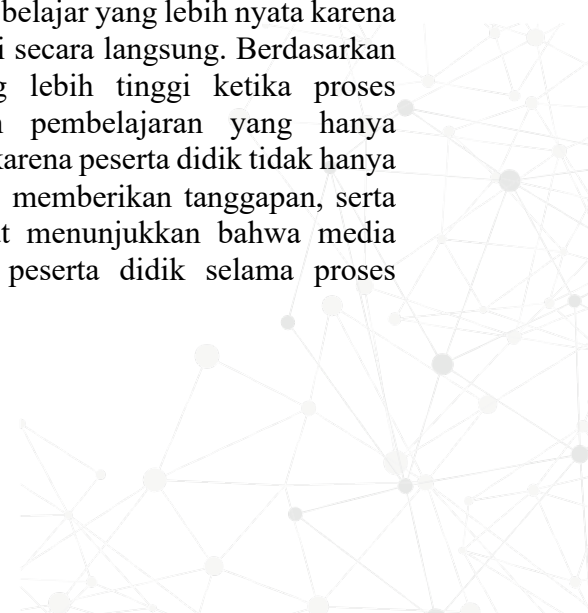 belajar yang lebih nyata karena
secara langsung. Berdasarkan
lebih tinggi ketika proses
pembelajaran yang hanya
karena peserta didik tidak hanya
memberikan tanggapan, serta
menunjukkan bahwa media
peserta didik selama proses